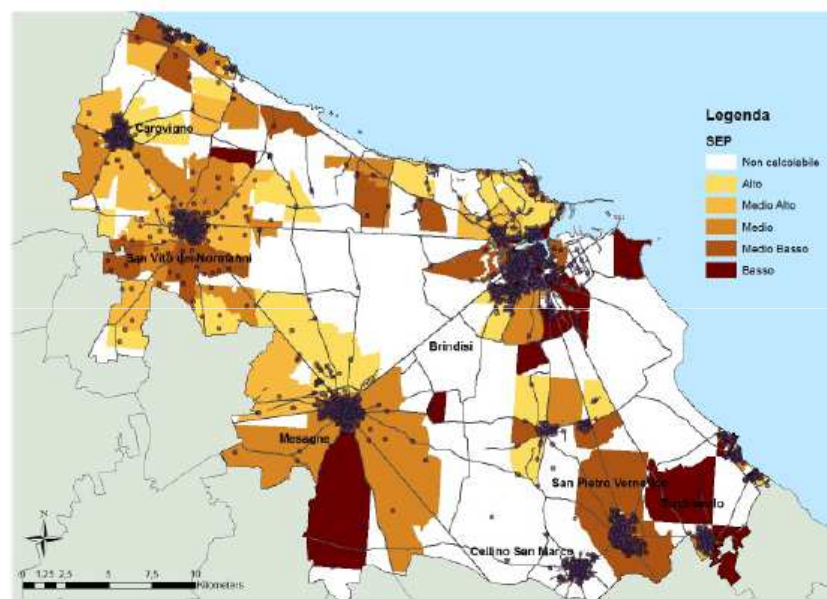 Carovigno
San Vito dei Normanni
Brindisi
Mesagne
San Pietro Vernotico
Torchiarolo
Cellino San Marco
Legenda
SEP
Non calcolabile
Alto
Medio Alto
Medio
Medio Basso
Basso
N
0 1,25 2,5 5 7,5 10
Kilometers